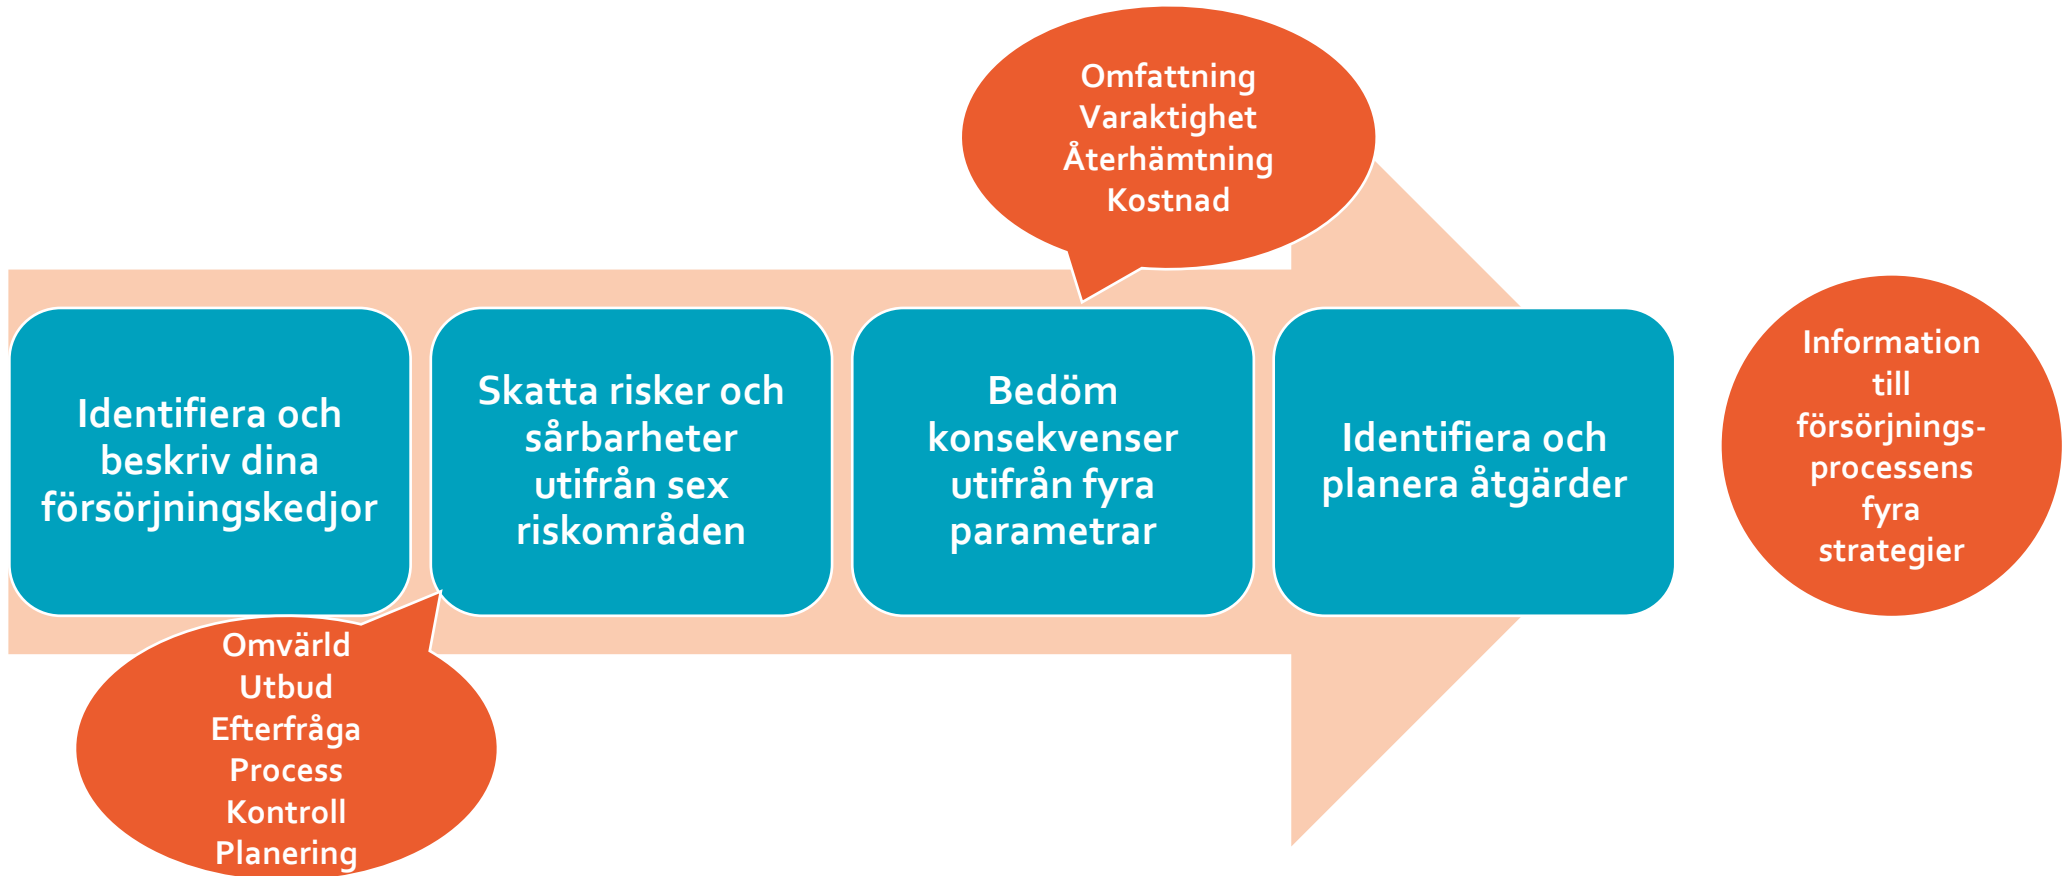 Omfattning
Varaktighet
Återhämtning
Kostnad
Identifiera och
beskriv dina
försörjningskedjor
Skatta risker och
sårbarheter
utifrån sex
riskområden
Bedöm
konsekvenser
utifrån fyra
parametrar
Identifiera och
planera åtgärder
Information
till
försörjnings-
processens
fyra
strategier
Omvärld
Utbud
Efterfråga
Process
Kontroll
Planering